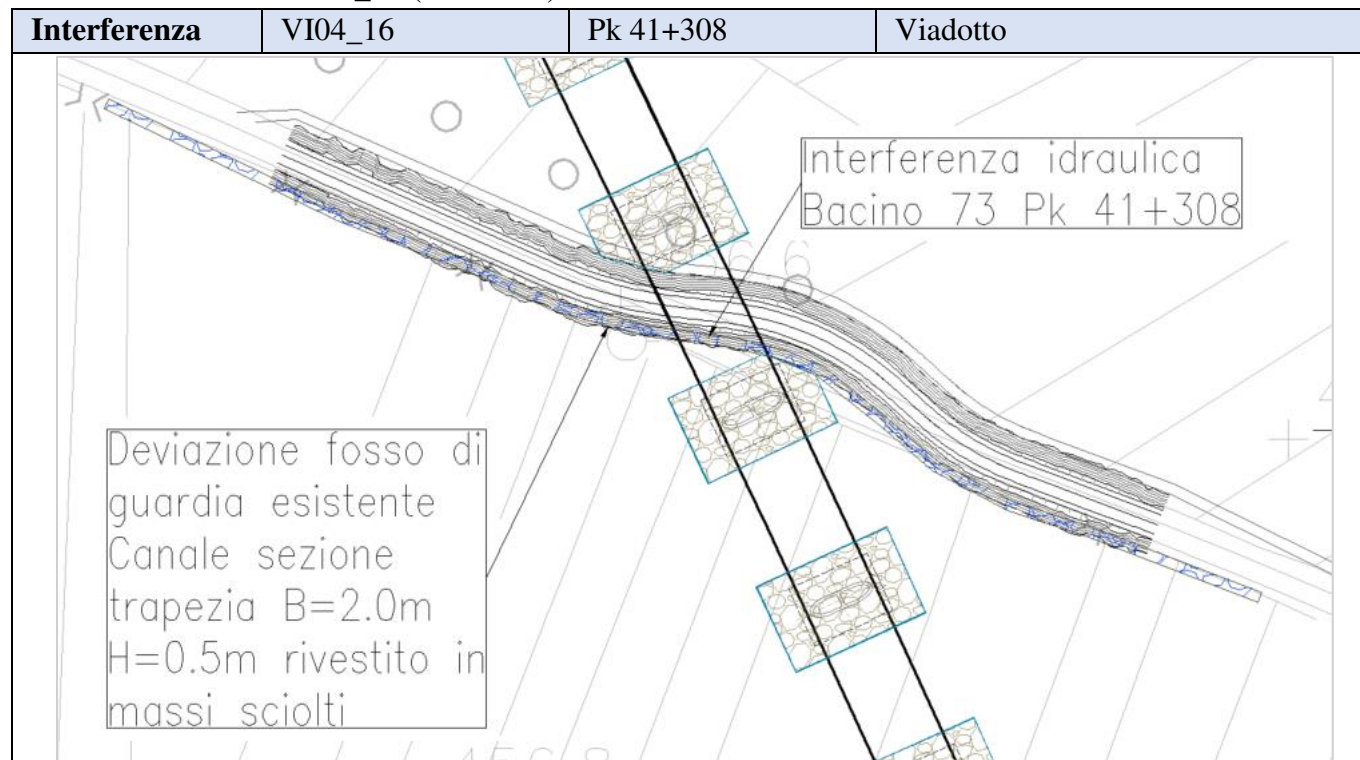 Interferenza VI04_16 Pk 41+308 Viadotto
Interferenza idraulica
Bacino 73 Pk 41+308
Deviazione fosso di
guardia esistente
Canale sezione
trapezia B=2.0m
H=0.5m rivestito in
massi sciolti